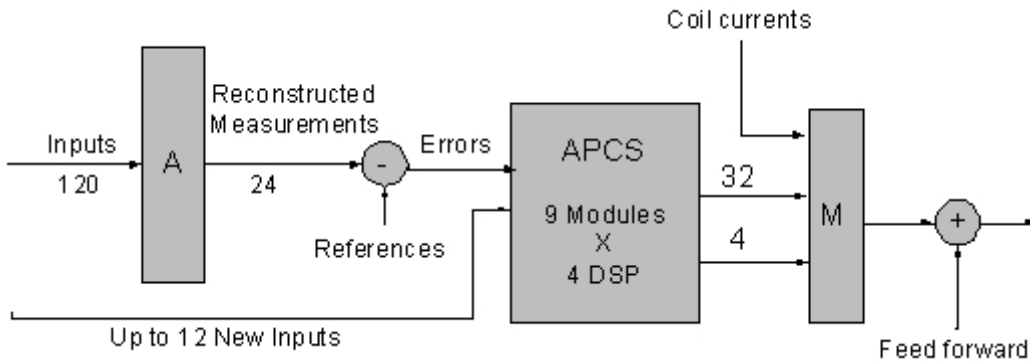 Coil currents
Reconstructed
Measurements
Inputs
120
A
24
-
Errors
References
APCS
9 Modules
X
4 DSP
32
4
M
+
Up to 12 New Inputs
Feed forward